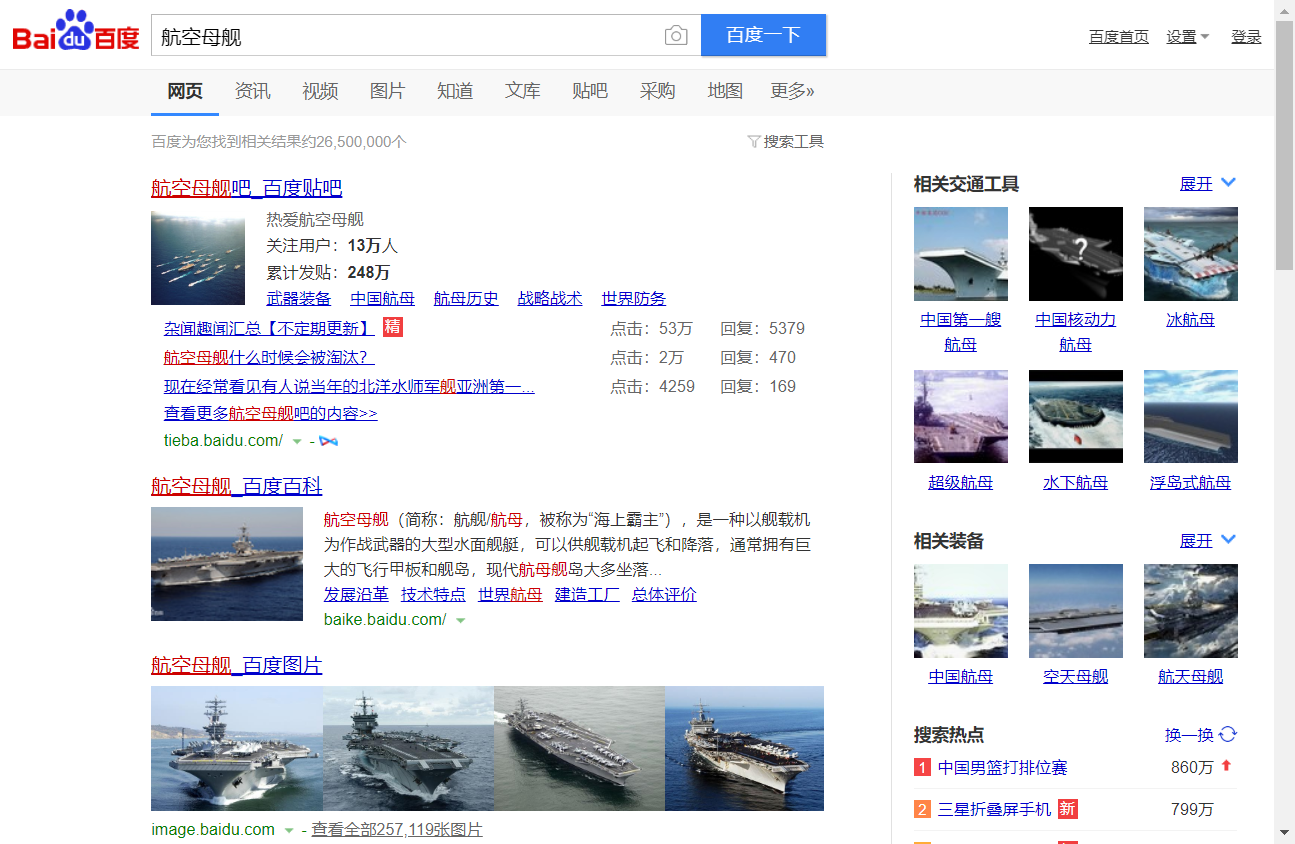 Bai du 百度
航空母舰
百度一下
百度首页 设置 登录
网页 资讯 视频 图片 知道 文库 贴吧 采购 地图 更多»
百度为您找到相关结果约26,500,000个
搜索工具
航空母舰吧_百度贴吧
热爱航空母舰
关注用户：13万人
累计发贴：248万
武器装备 中国航母 航母历史 战略战术 世界防务
杂闻趣闻汇总【不定期更新】 精 点击：53万 回复：5379
航空母舰什么时候会被淘汰？ 点击：2万 回复：470
现在经常看见有人说当年的北洋水师军舰亚洲第一... 点击：4259 回复：169
查看更多航空母舰吧的内容>>
tieba.baidu.com/ -
航空母舰_百度百科
航空母舰（简称：航舰/航母，被称为“海上霸主”），是一种以舰载机
为作战武器的大型水面舰艇，可以供舰载机起飞和降落，通常拥有巨
大的飞行甲板和舰岛，现代航母舰岛大多坐落...
发展沿革 技术特点 世界航母 建造工厂 总体评价
baike.baidu.com/
航空母舰_百度图片
image.baidu.com - 查看全部257,119张图片
相关交通工具 展开
?
中国第一艘
航母
中国核动力
航母
冰航母
超级航母 水下航母 浮岛式航母
相关装备 展开
中国航母 空天母舰 航天母舰
搜索热点 换一换
1 中国男篮打排位赛 860万
2 三星折叠屏手机 新 799万